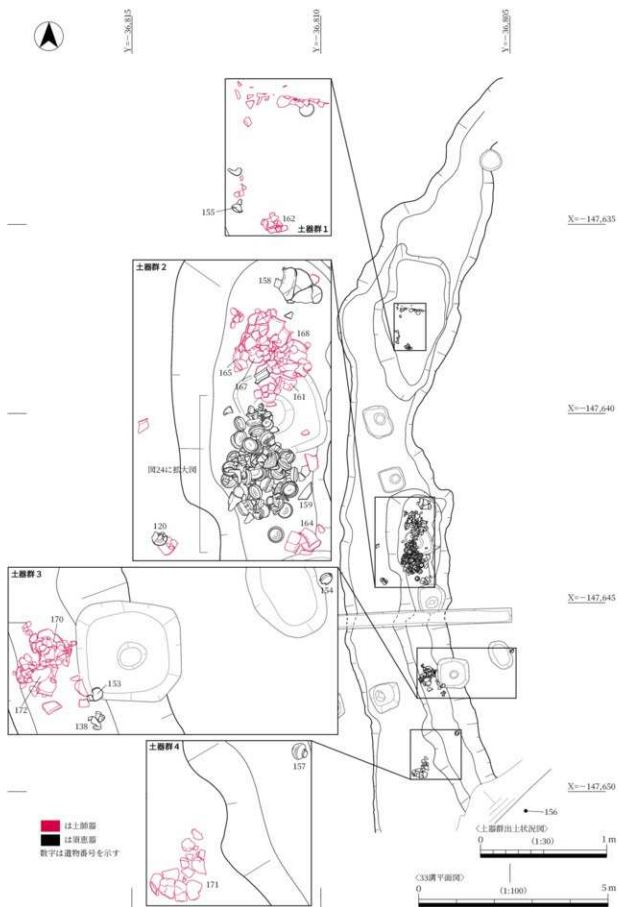 Y=−36,815
Y=−36,810
Y=−36,805
155
162
土器群1
X=−147,635
土器群2
158
168
165
167
161
図24に拡大図
159
120
164
X=−147,640
土器群3
154
170
153
172
138
X=−147,645
土器群4
157
171
X=−147,650
156
は土師器
は須恵器
数字は遺物番号を示す
〈土器群出土状況図〉
0 (1:30) 1 m
〈33溝平面図〉
0 (1:100) 5 m